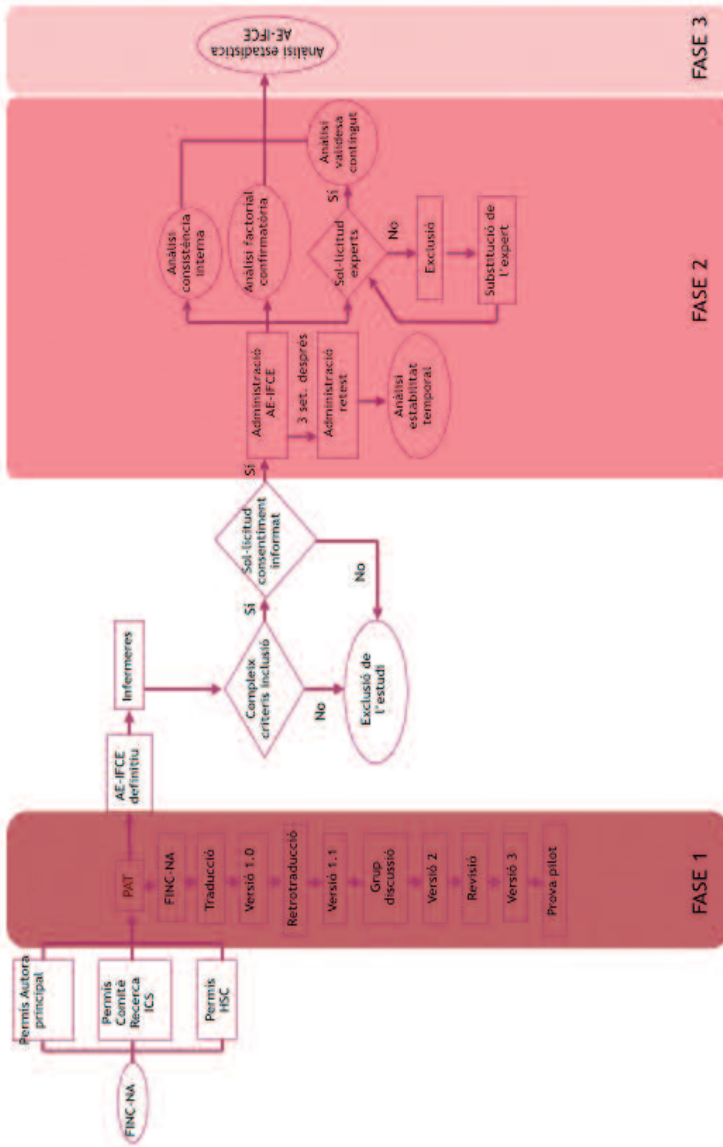 FINC-NA
Permís Autora
principal
Permís
Comitè
Recerca
ICS
Permís
HSC
PAT
FINC-NA
Traducció
Versió 1.0
Retrotraducció
Versió 1.1
Grup
discussió
Versió 2
Revisió
Versió 3
Prova pilot
FASE 1
AE-IFCE
definitiu
Infermeres
Compleix
criteris inclusió
No
Sí
Exclusió de
l'estudi
Sol·licitud
consentiment
informat
No
Sí
Administració
AE-IFCE
3 set. després
Administració
retest
Anàlisi
estabilitat
temporal
Anàlisi
consistència
interna
Anàlisi factorial
confirmatòria
Sol·licitud
experts
Sí
No
Anàlisi
validesa
contingut
Exclusió
Substitució de
l'expert
FASE 2
Anàlisi estadística
AE-IFCE
FASE 3